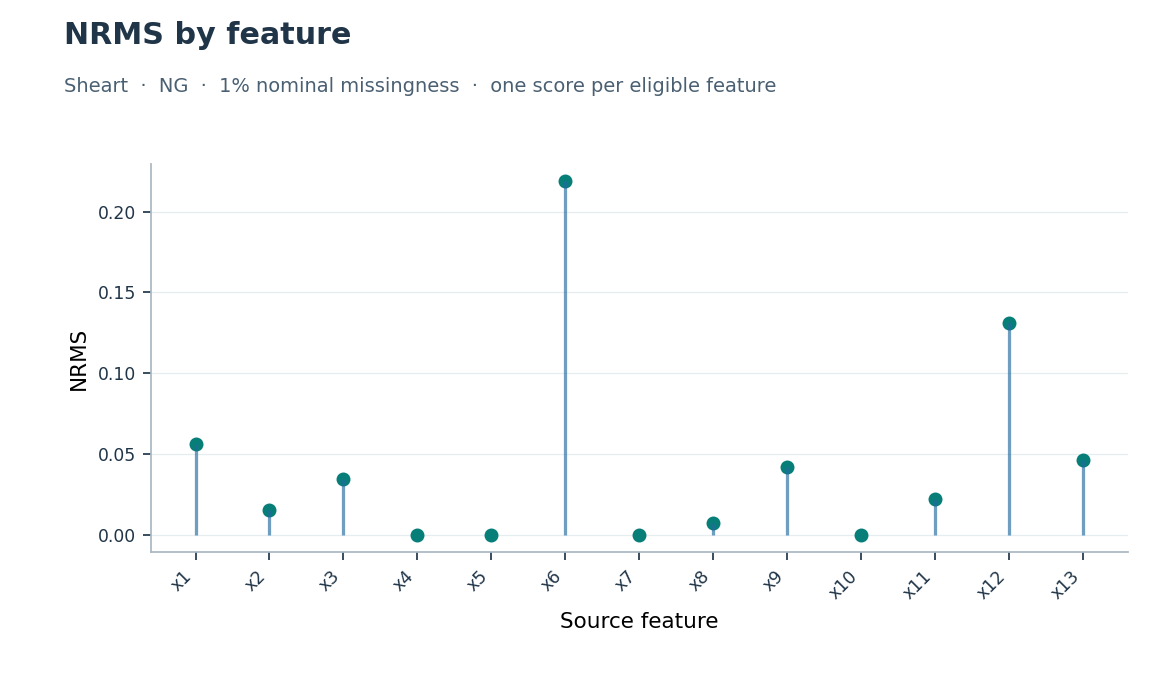 NRMS by feature
Sheart · NG · 1% nominal missingness · one score per eligible feature
NRMS
0.20
0.15
0.10
0.05
0.00
x1 x2 x3 x4 x5 x6 x7 x8 x9 x10 x11 x12 x13
Source feature